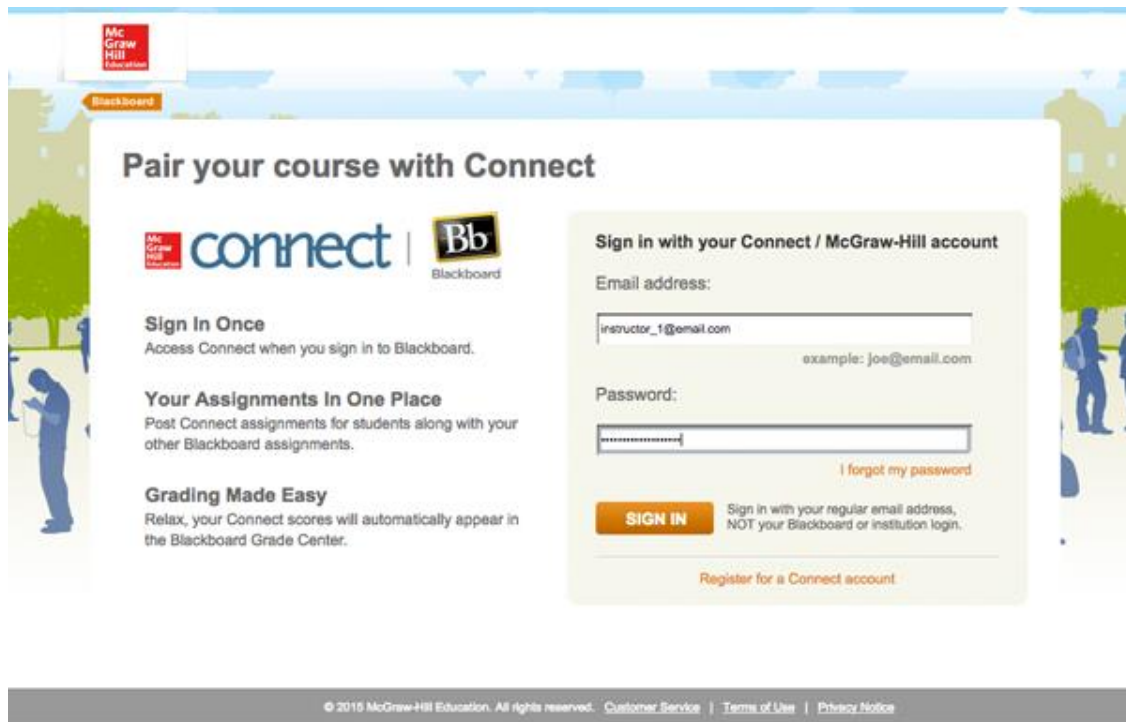 Mc
Graw
Hill
Education
Blackboard
Pair your course with Connect
Mc
Graw
Hill
Education
connect
Bb
Blackboard
Sign In Once
Access Connect when you sign in to Blackboard.
Your Assignments In One Place
Post Connect assignments for students along with your
other Blackboard assignments.
Grading Made Easy
Relax, your Connect scores will automatically appear in
the Blackboard Grade Center.
Sign in with your Connect / McGraw-Hill account
Email address:
instructor_1@email.com
example: joe@email.com
Password:
I forgot my password
SIGN IN
Sign in with your regular email address,
NOT your Blackboard or institution login.
Register for a Connect account
© 2015 McGraw-Hill Education. All rights reserved. Customer Service | Terms of Use | Privacy Notice